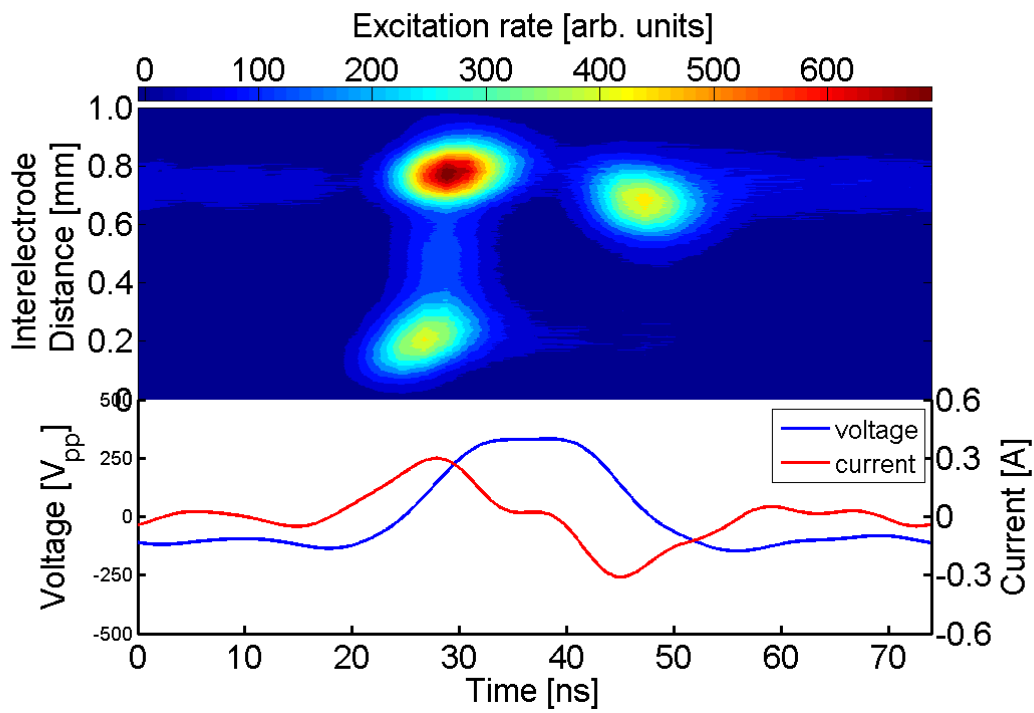 Excitation rate [arb. units]
0 100 200 300 400 500 600
Interelectrode
Distance [mm]
1.0
0.8
0.6
0.4
0.2
0
Voltage [Vpp]
500
250
0
-250
-500
voltage
current
0.6
0.3
0
-0.3
-0.6
Current [A]
0 10 20 30 40 50 60 70
Time [ns]